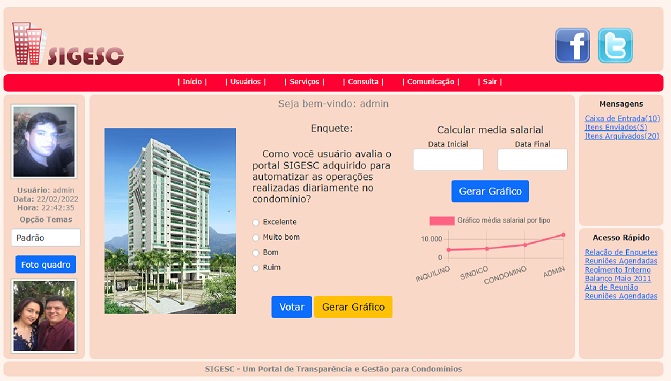 SIGESC
f
t
| Início | | Usuários | | Serviços | | Consulta | | Comunicação | | Sair |
Usuário: admin
Data: 22/02/2022
Hora: 22:42:35
Opção Temas
Padrão
Foto quadro
Seja bem-vindo: admin
Enquete:
Como você usuário avalia o
portal SIGESC adquirido para
automatizar as operações
realizadas diariamente no
condomínio?
Excelente
Muito bom
Bom
Ruim
Votar
Gerar Gráfico
Calcular media salarial
Data Inicial Data Final
Gerar Gráfico
Gráfico média salarial por tipo
10.000
0
INQUILINO SINDICO CONDOMINO ADMIN
Mensagens
Caixa de Entrada(10)
Itens Enviados(5)
Itens Arquivados(20)
Acesso Rápido
Relação de Enquetes
Reuniões Agendadas
Regimento Interno
Balanço Maio 2011
Ata de Reunião
Reuniões Agendadas
SIGESC - Um Portal de Transparência e Gestão para Condomínios